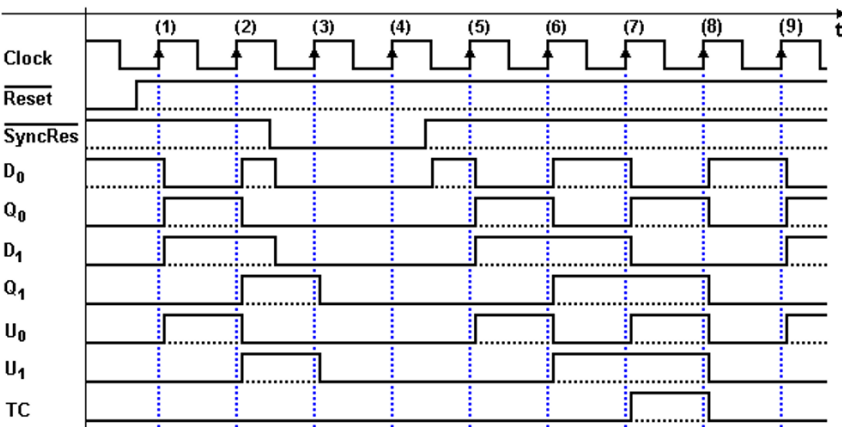 (1) (2) (3) (4) (5) (6) (7) (8) (9) t
Clock
Reset
SyncRes
D0
Q0
D1
Q1
U0
U1
TC